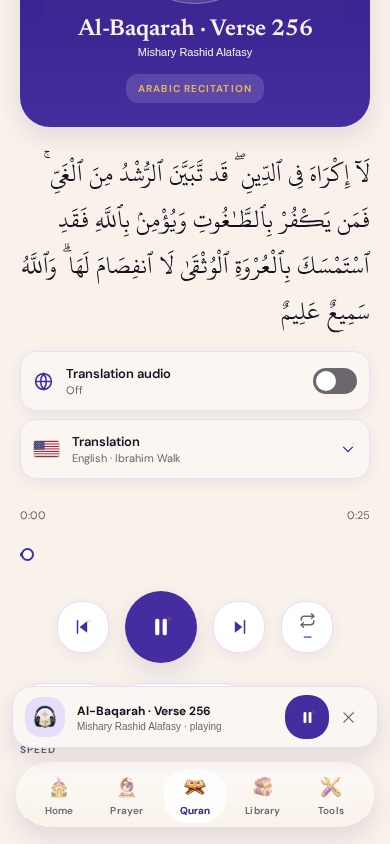 Al-Baqarah · Verse 256
Mishary Rashid Alafasy
ARABIC RECITATION
لَآ إِكْرَاهَ فِى ٱلدِّينِ ۖ قَد تَّبَيَّنَ ٱلرُّشْدُ مِنَ ٱلْغَىِّ ۚ
فَمَن يَكْفُرْ بِٱلطَّـٰغُوتِ وَيُؤْمِنۢ بِٱللَّهِ فَقَدِ
ٱسْتَمْسَكَ بِٱلْعُرْوَةِ ٱلْوُثْقَىٰ لَا ٱنفِصَامَ لَهَا ۗ وَٱللَّهُ
سَمِيعٌ عَلِيمٌ
Translation audio
Off
Translation
English · Ibrahim Walk
0:00 0:25
Al-Baqarah · Verse 256
Mishary Rashid Alafasy · playing
SPEED
Home Prayer Quran Library Tools